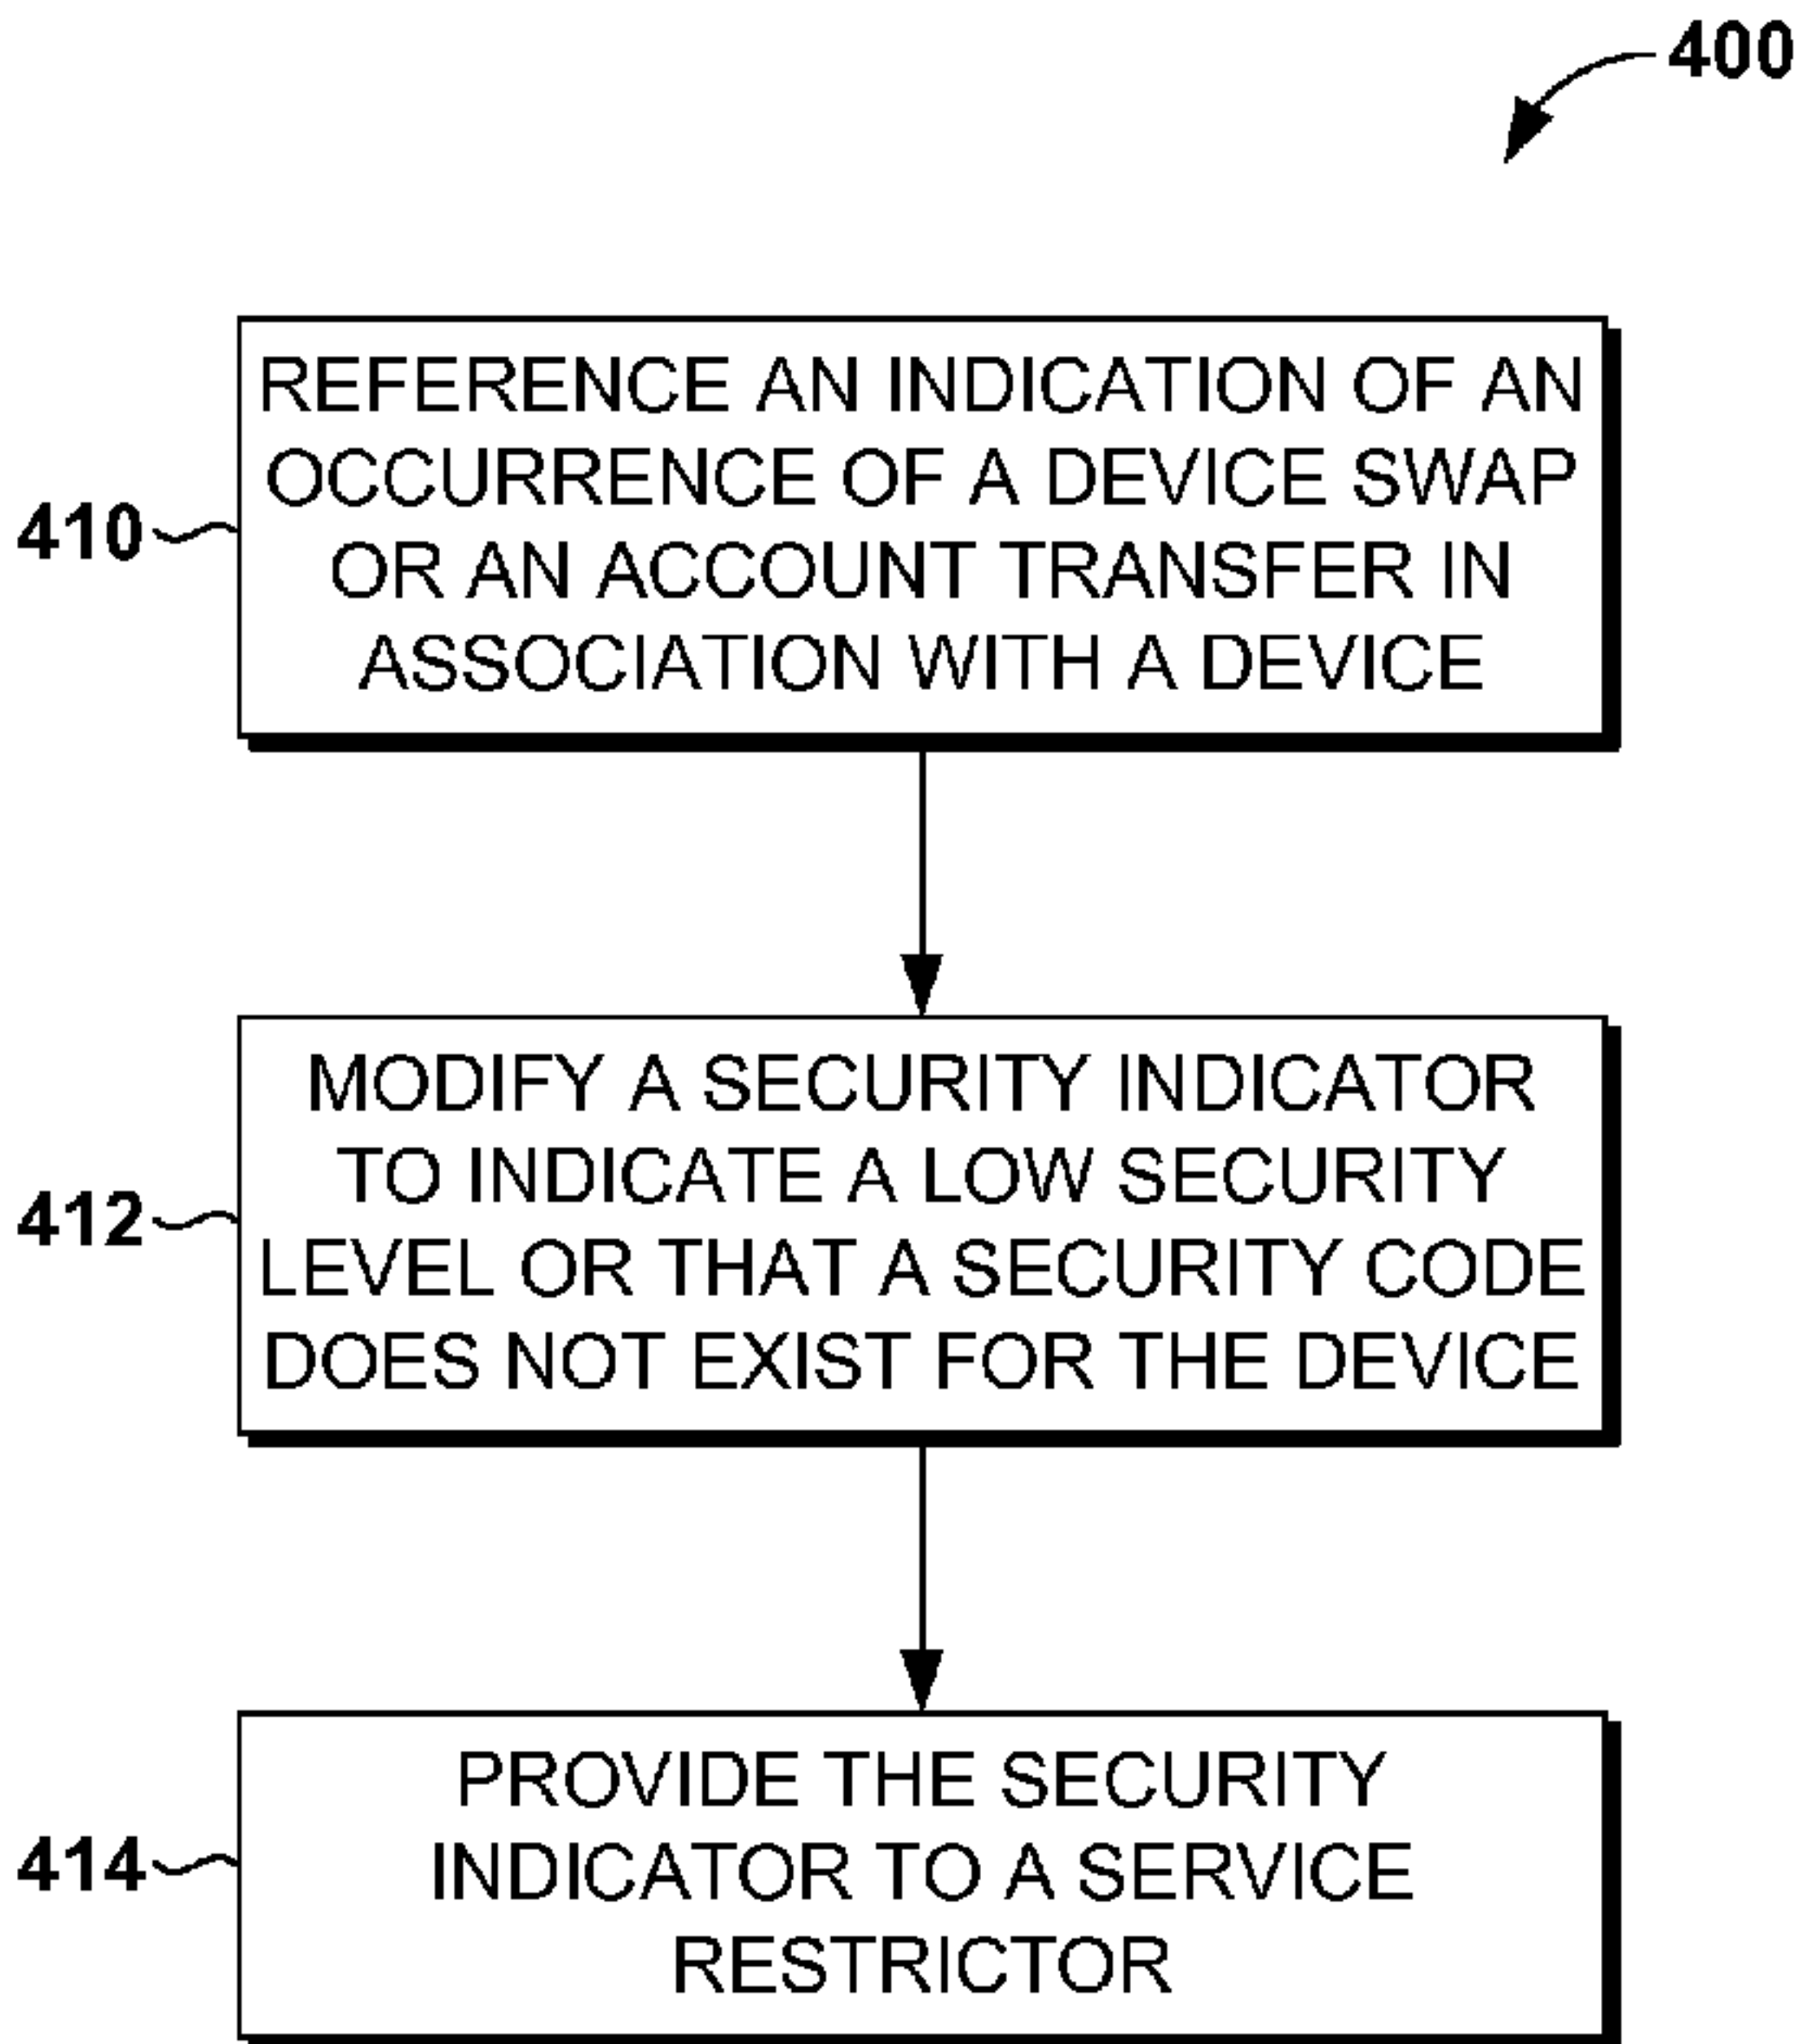 400
REFERENCE AN INDICATION OF AN
OCCURRENCE OF A DEVICE SWAP
OR AN ACCOUNT TRANSFER IN
ASSOCIATION WITH A DEVICE
410
MODIFY A SECURITY INDICATOR
TO INDICATE A LOW SECURITY
LEVEL OR THAT A SECURITY CODE
DOES NOT EXIST FOR THE DEVICE
412
PROVIDE THE SECURITY
INDICATOR TO A SERVICE
RESTRICTOR
414